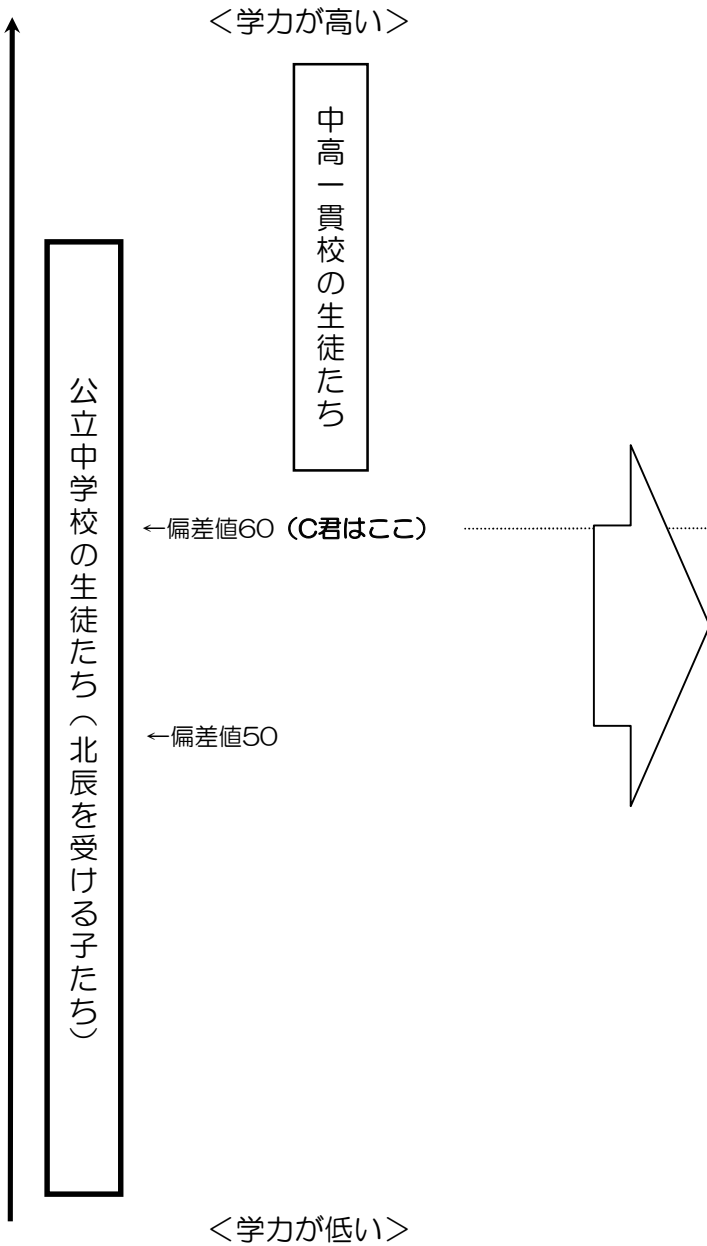 ＜学力が高い＞
中高一貫校の生徒たち
公立中学校の生徒たち（北辰を受ける子たち）
←偏差値60（C君はここ）
←偏差値50
＜学力が低い＞